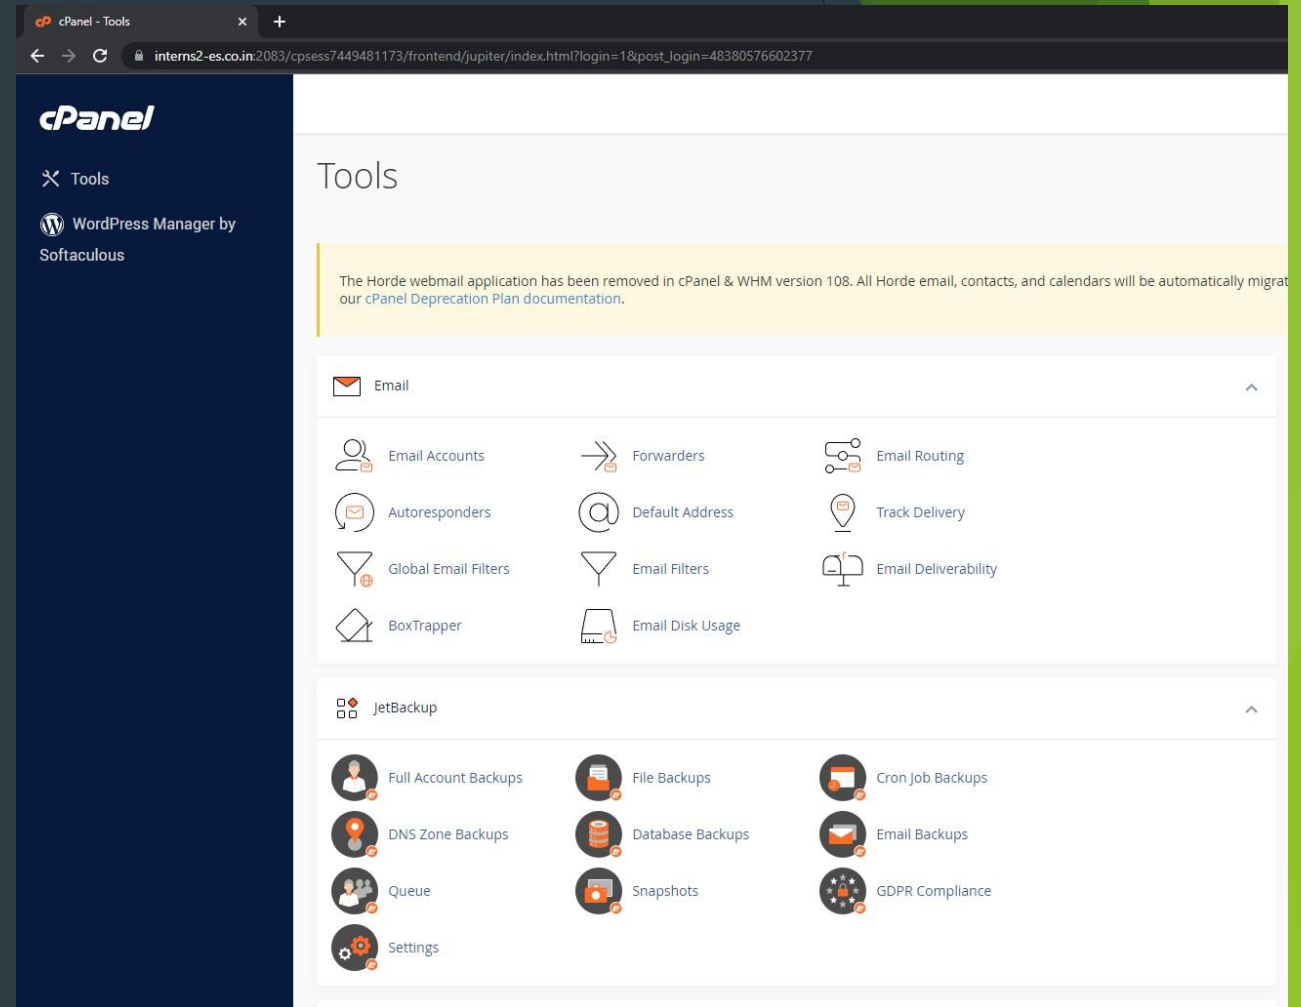 cPanel - Tools
interns2-es.co.in:2083/cpsess7449481173/frontend/jupiter/index.html?login=1&post_login=48380576602377
cPanel
Tools
WordPress Manager by
Softaculous
Tools
The Horde webmail application has been removed in cPanel & WHM version 108. All Horde email, contacts, and calendars will be automatically migrat
our cPanel Deprecation Plan documentation.
Email
Email Accounts
Forwarders
Email Routing
Autoresponders
Default Address
Track Delivery
Global Email Filters
Email Filters
Email Deliverability
BoxTrapper
Email Disk Usage
JetBackup
Full Account Backups
File Backups
Cron Job Backups
DNS Zone Backups
Database Backups
Email Backups
Queue
Snapshots
GDPR Compliance
Settings